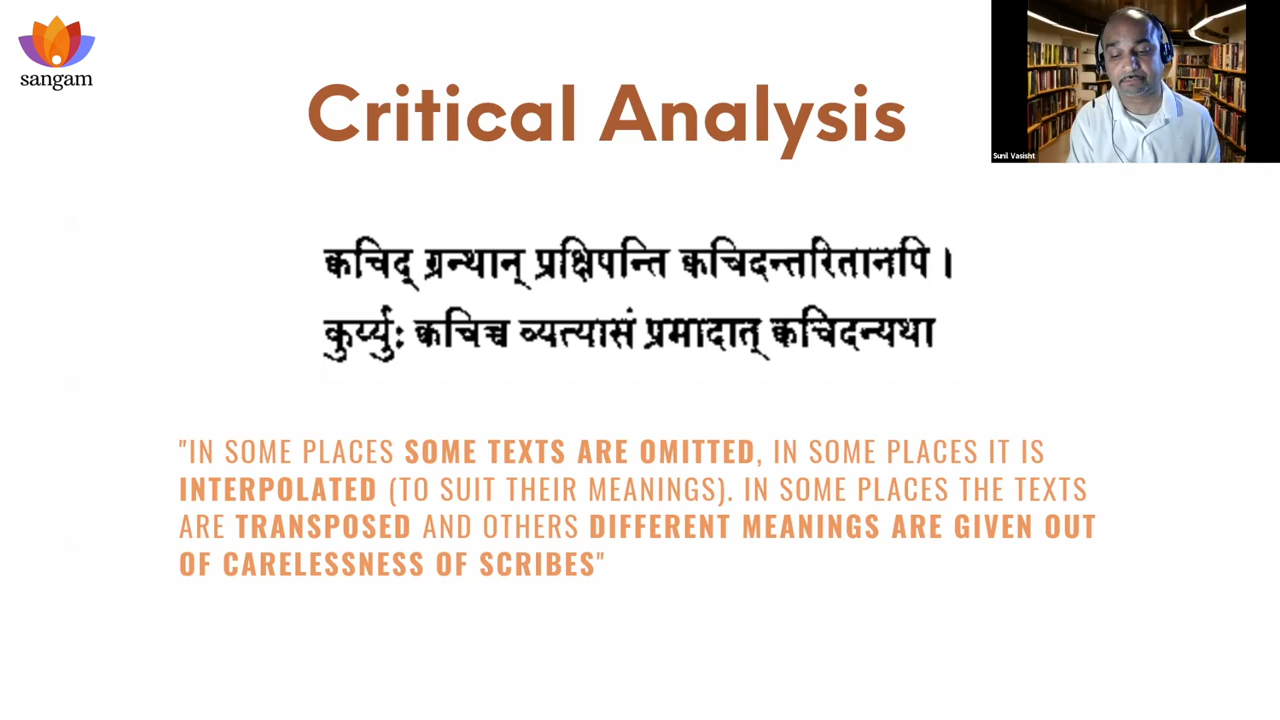 sangam
Critical Analysis
Sunil Vasisht
क्वचिद् ग्रन्थान् प्रक्षिपन्ति क्वचिदन्तरितानपि ।
कुर्य्युः क्वचिच्च व्यत्यासं प्रमादात् क्वचिदन्यथा
"IN SOME PLACES SOME TEXTS ARE OMITTED, IN SOME PLACES IT IS
INTERPOLATED (TO SUIT THEIR MEANINGS). IN SOME PLACES THE TEXTS
ARE TRANSPOSED AND OTHERS DIFFERENT MEANINGS ARE GIVEN OUT
OF CARELESSNESS OF SCRIBES"